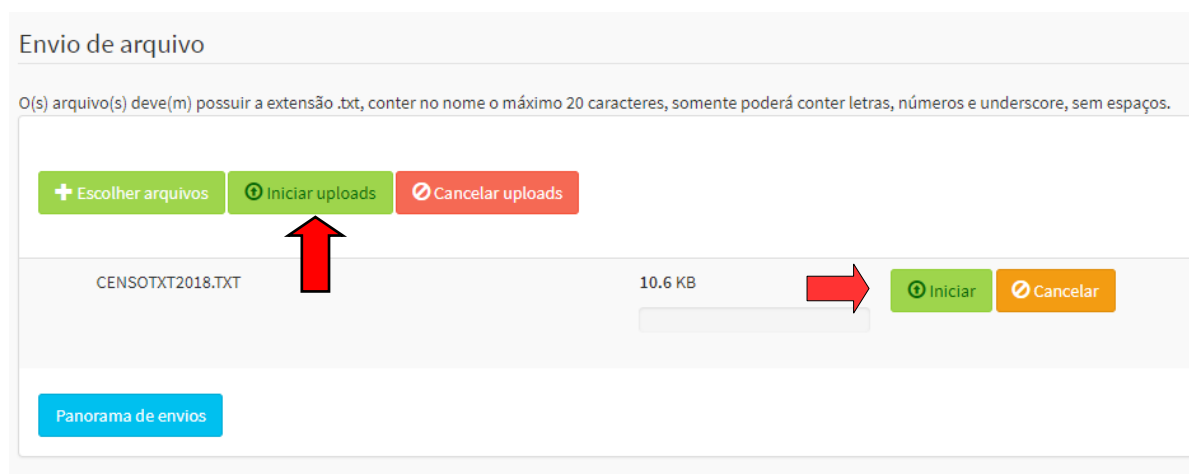 Envio de arquivo
O(s) arquivo(s) deve(m) possuir a extensão .txt, conter no nome o máximo 20 caracteres, somente poderá conter letras, números e underscore, sem espaços.
Escolher arquivos Iniciar uploads Cancelar uploads
CENSOTXT2018.TXT 10.6 KB Iniciar Cancelar
Panorama de envios